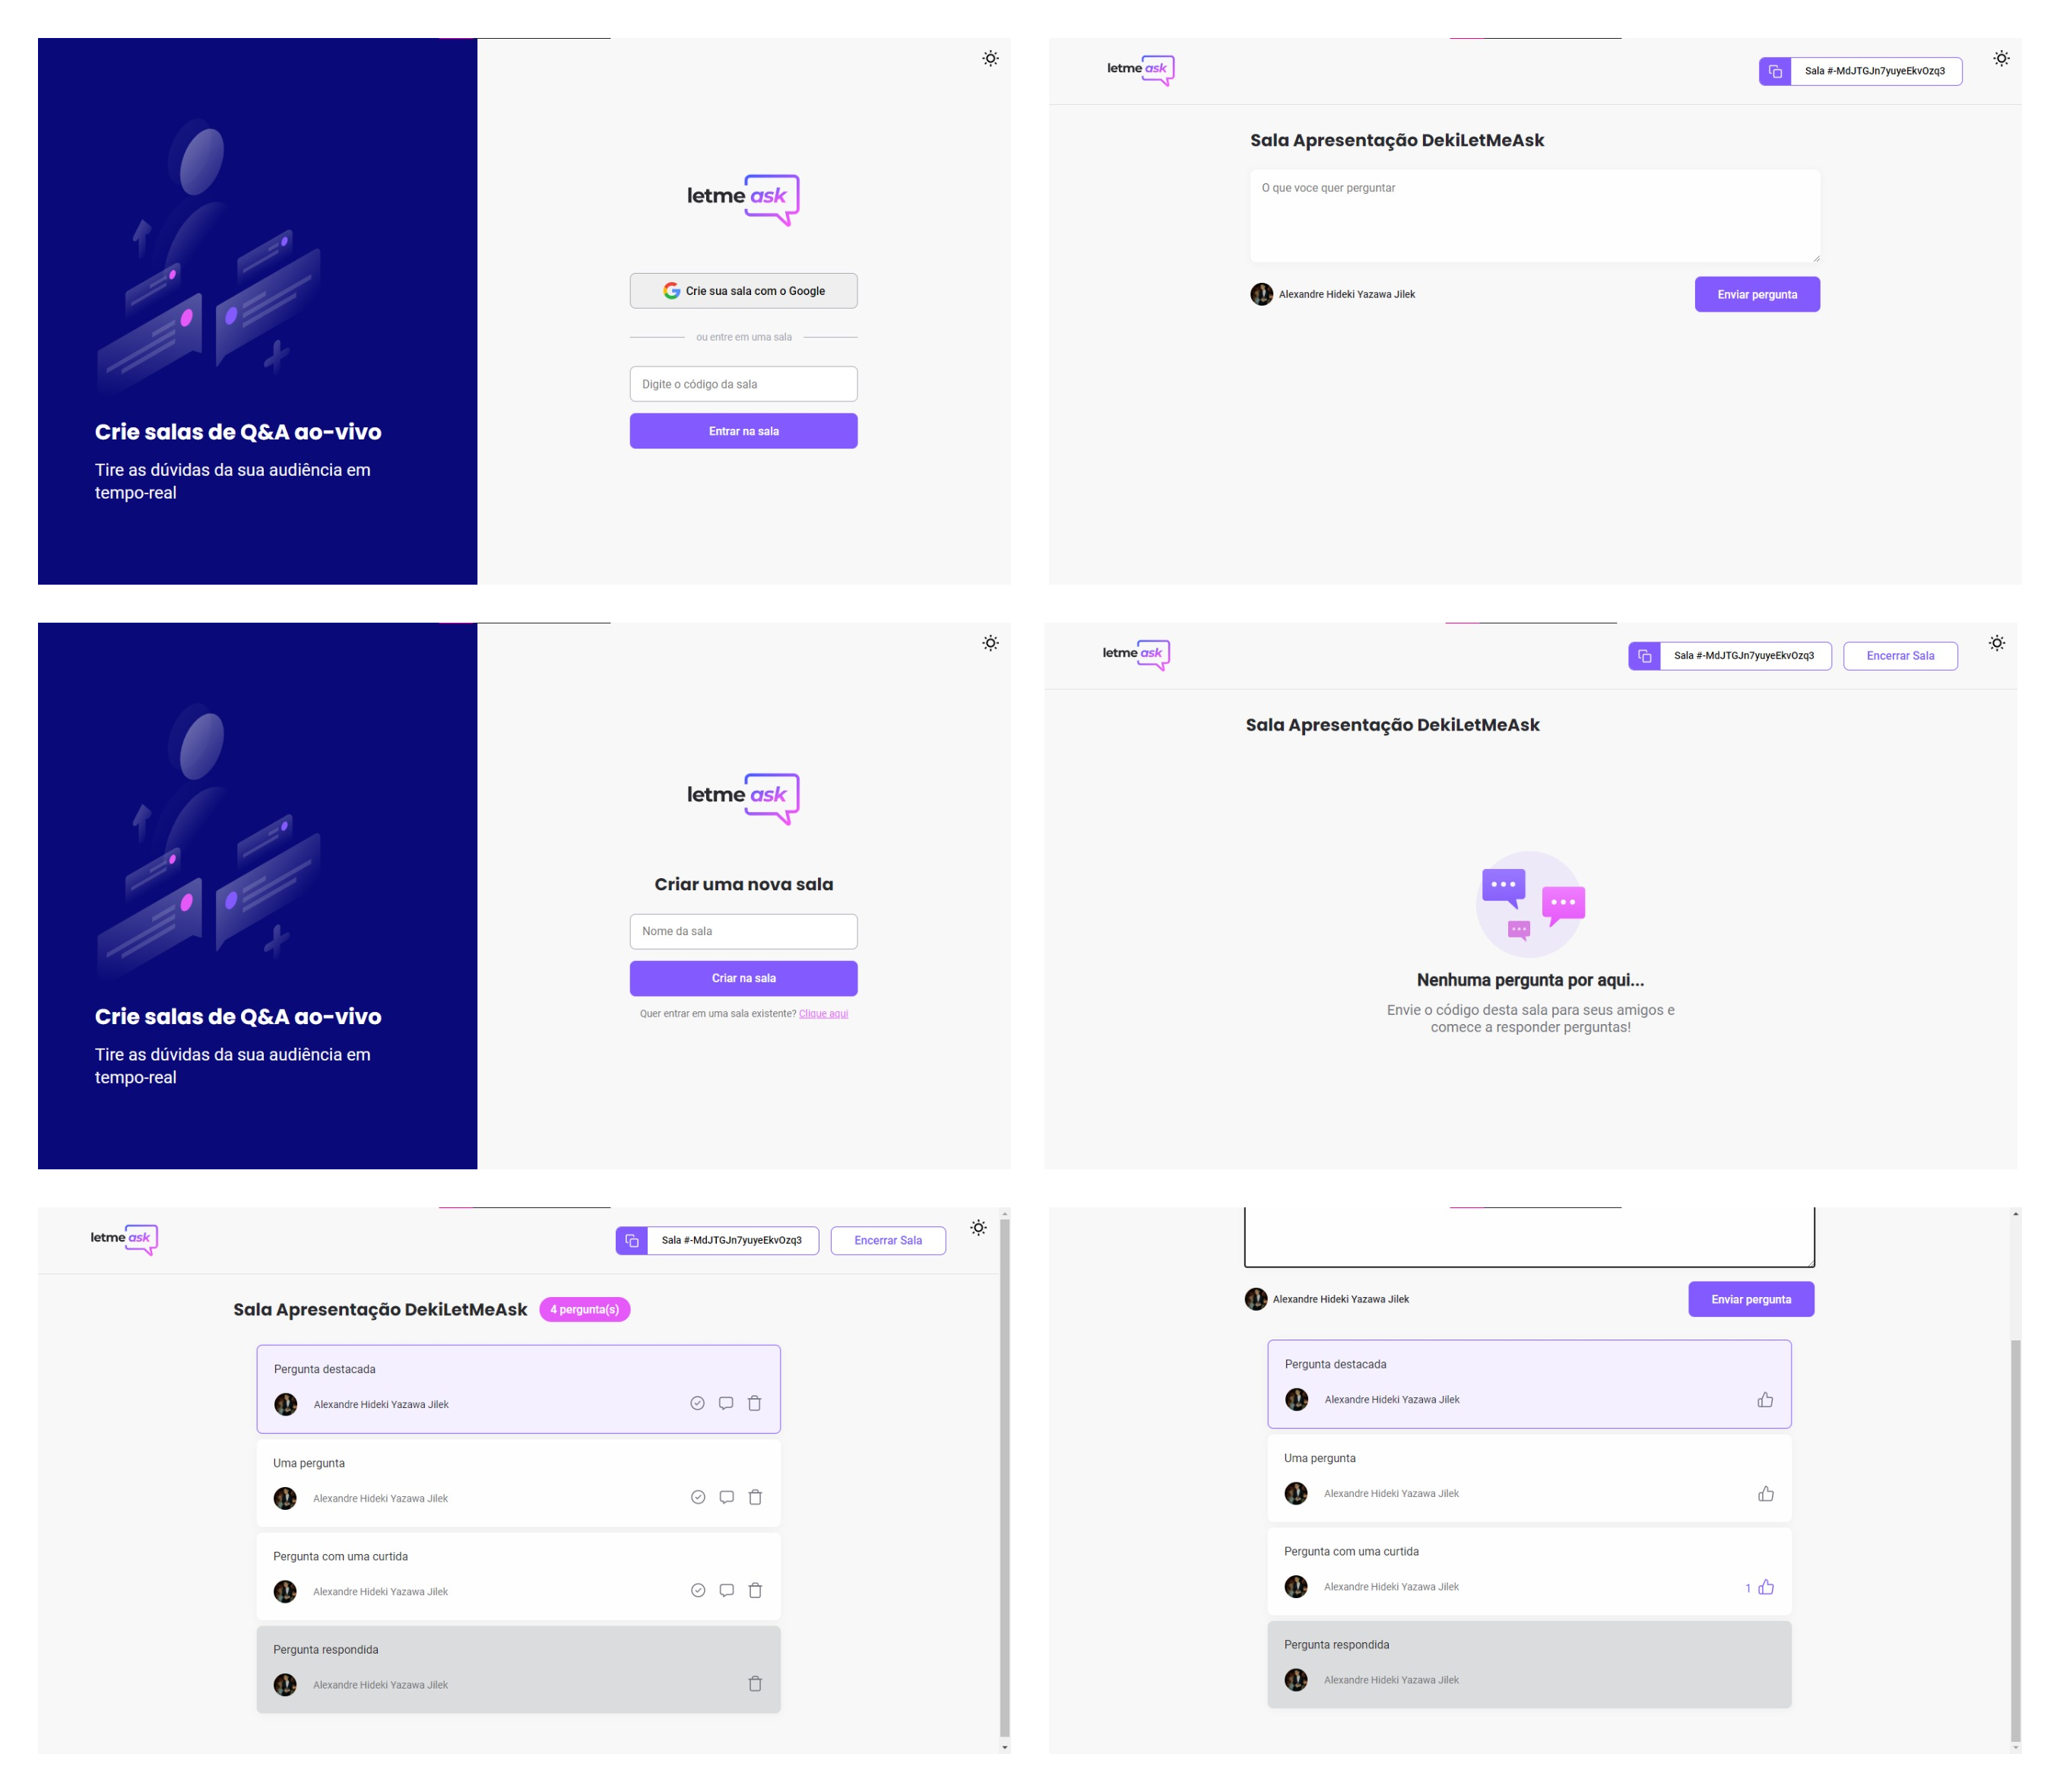 Crie salas de Q&A ao-vivo
Tire as dúvidas da sua audiência em
tempo-real
letme ask
Crie sua sala com o Google
ou entre em uma sala
Digite o código da sala
Entrar na sala
letme ask
Sala #-MdJTGJn7yuyeEkvOzq3
Sala Apresentação DekiLetMeAsk
O que voce quer perguntar
Alexandre Hideki Yazawa Jilek
Enviar pergunta
Crie salas de Q&A ao-vivo
Tire as dúvidas da sua audiência em
tempo-real
letme ask
Criar uma nova sala
Nome da sala
Criar na sala
Quer entrar em uma sala existente? Clique aqui
letme ask
Sala #-MdJTGJn7yuyeEkvOzq3
Encerrar Sala
Sala Apresentação DekiLetMeAsk
Nenhuma pergunta por aqui...
Envie o código desta sala para seus amigos e
comece a responder perguntas!
letme ask
Sala #-MdJTGJn7yuyeEkvOzq3
Encerrar Sala
Sala Apresentação DekiLetMeAsk
4 pergunta(s)
Pergunta destacada
Alexandre Hideki Yazawa Jilek
Uma pergunta
Alexandre Hideki Yazawa Jilek
Pergunta com uma curtida
Alexandre Hideki Yazawa Jilek
Pergunta respondida
Alexandre Hideki Yazawa Jilek
Alexandre Hideki Yazawa Jilek
Enviar pergunta
Pergunta destacada
Alexandre Hideki Yazawa Jilek
Uma pergunta
Alexandre Hideki Yazawa Jilek
Pergunta com uma curtida
Alexandre Hideki Yazawa Jilek
1
Pergunta respondida
Alexandre Hideki Yazawa Jilek